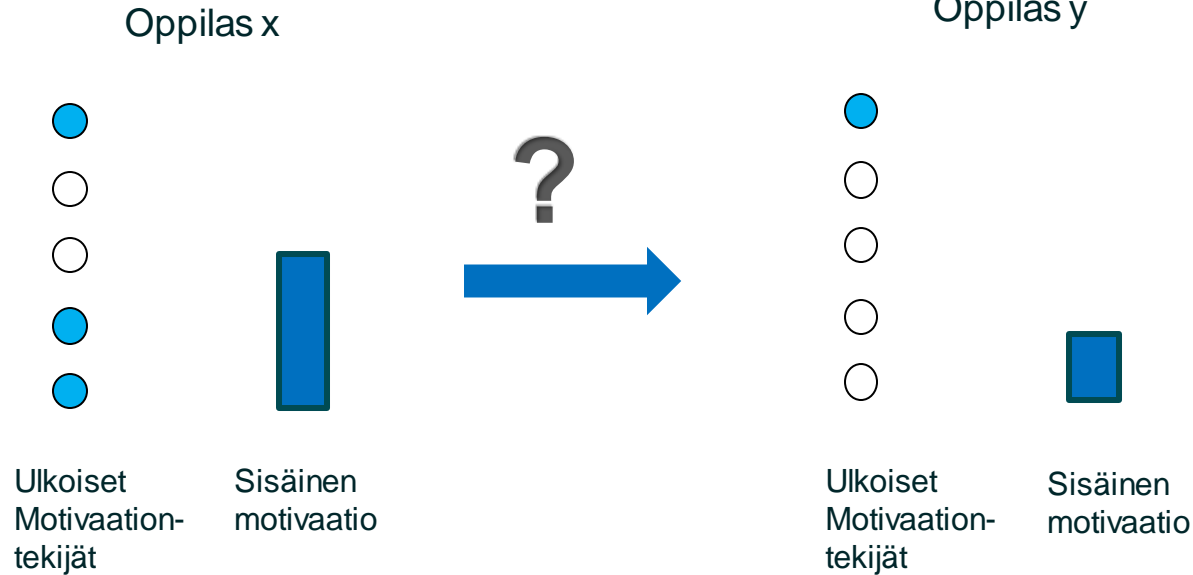 Oppilas x
Oppilas y
?
Ulkoiset
Motivaation-
tekijät
Sisäinen
motivaatio
Ulkoiset
Motivaation-
tekijät
Sisäinen
motivaatio